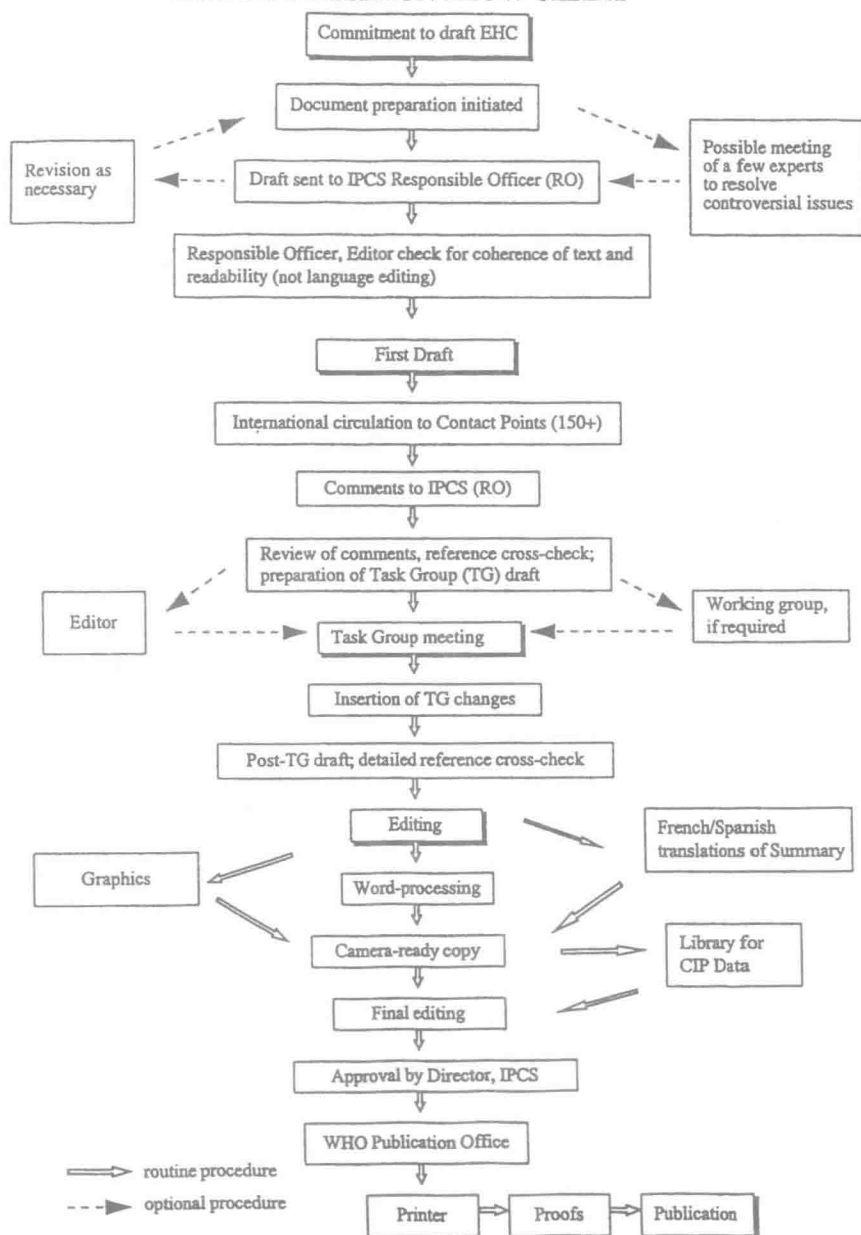 Commitment to draft EHC
Document preparation initiated
Revision as
necessary
Possible meeting
of a few experts
to resolve
controversial issues
Draft sent to IPCS Responsible Officer (RO)
Responsible Officer, Editor check for coherence of text and
readability (not language editing)
First Draft
International circulation to Contact Points (150+)
Comments to IPCS (RO)
Review of comments, reference cross-check;
preparation of Task Group (TG) draft
Editor
Working group,
if required
Task Group meeting
Insertion of TG changes
Post-TG draft; detailed reference cross-check
Editing
French/Spanish
translations of Summary
Graphics
Word-processing
Camera-ready copy
Library for
CIP Data
Final editing
Approval by Director, IPCS
WHO Publication Office
routine procedure
optional procedure
Printer
Proofs
Publication